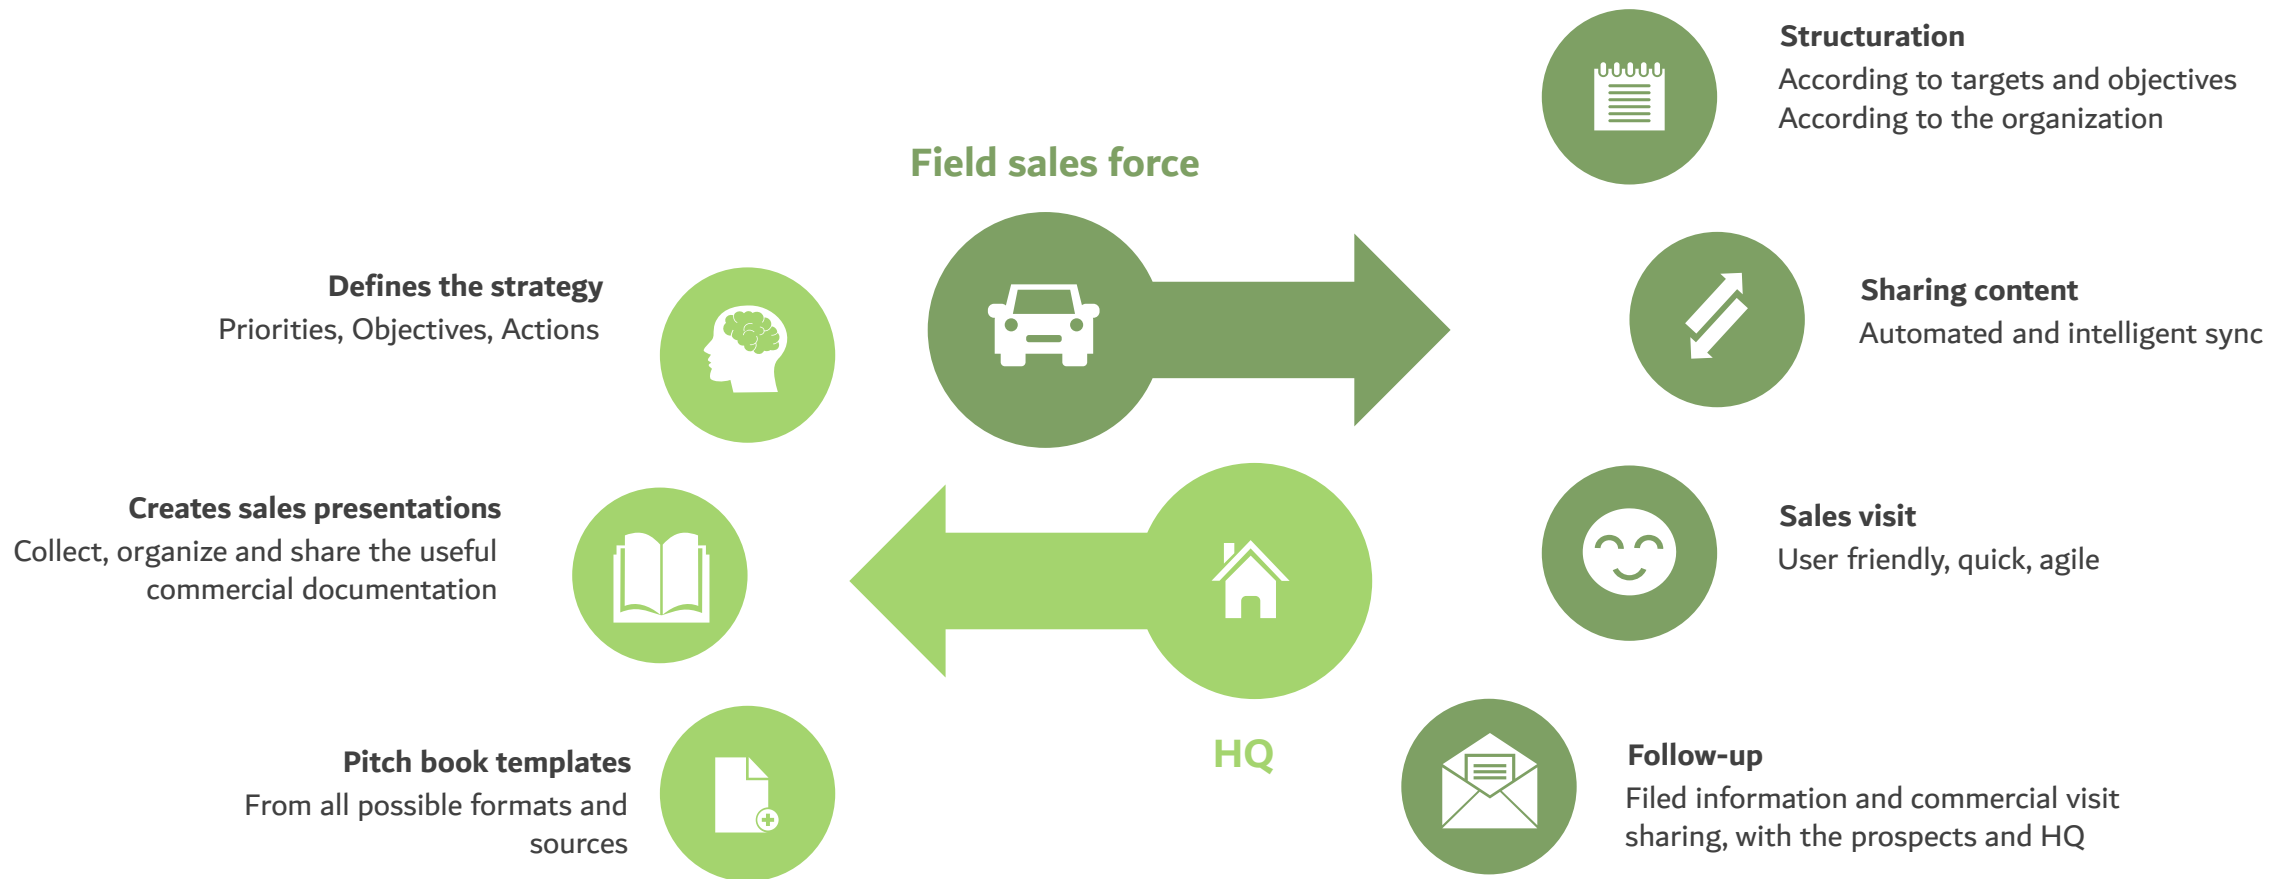 Structuration
According to targets and objectives
According to the organization
Field sales force
Defines the strategy
Priorities, Objectives, Actions
Sharing content
Automated and intelligent sync
Creates sales presentations
Collect, organize and share the useful
commercial documentation
Sales visit
User friendly, quick, agile
HQ
Pitch book templates
From all possible formats and
sources
Follow-up
Filed information and commercial visit
sharing, with the prospects and HQ